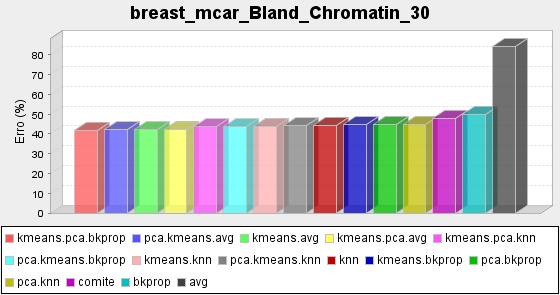 breast_mcar_Bland_Chromatin_30
Erro (%)
80
70
60
50
40
30
20
10
0
kmeans.pca.bkprop pca.kmeans.avg kmeans.avg kmeans.pca.avg kmeans.pca.knn
pca.kmeans.bkprop kmeans.knn pca.kmeans.knn knn kmeans.bkprop pca.bkprop
pca.knn comite bkprop avg